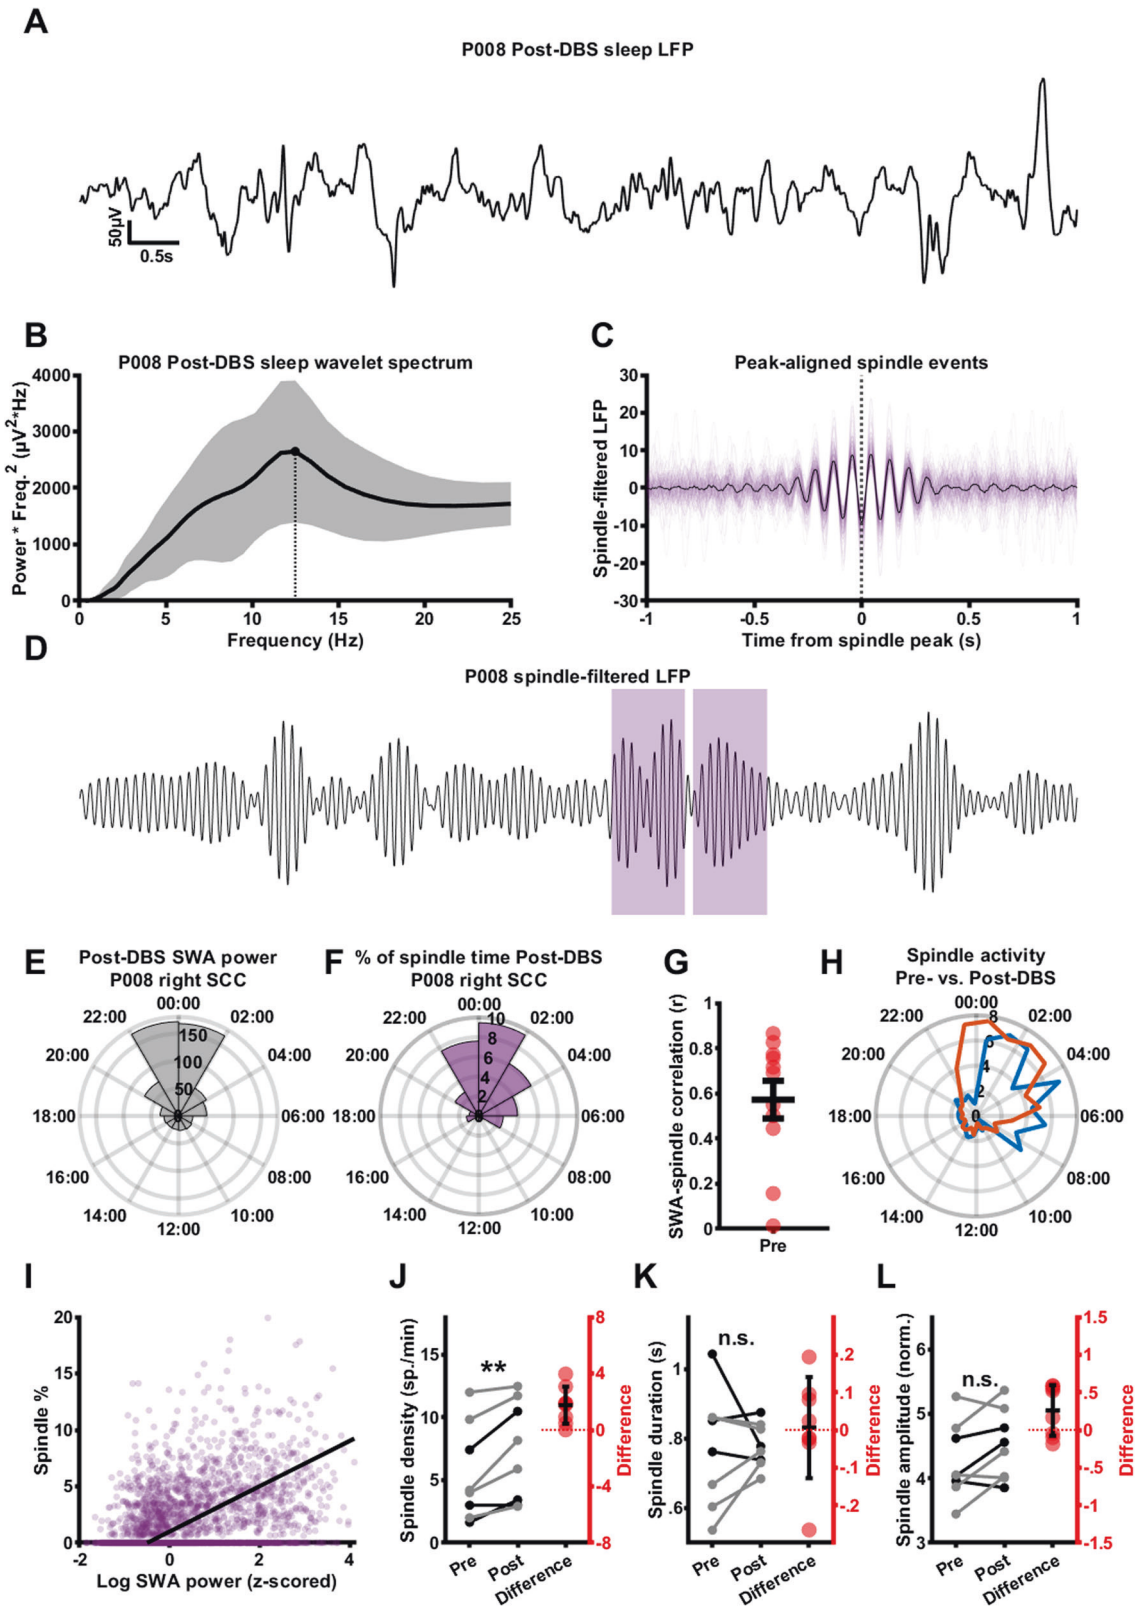 A
P008 Post-DBS sleep LFP
50μV
0.5s
B
P008 Post-DBS sleep wavelet spectrum
Power * Freq.² (μV²*Hz)
4000
3000
2000
1000
0
0 5 10 15 20 25
Frequency (Hz)
C
Peak-aligned spindle events
Spindle-filtered LFP
30
20
10
0
-10
-20
-30
-1 -0.5 0 0.5 1
Time from spindle peak (s)
D
P008 spindle-filtered LFP
E
Post-DBS SWA power
P008 right SCC
00:00
22:00 02:00
20:00 04:00
18:00 06:00
16:00 08:00
14:00 10:00
12:00
150
100
50
0
F
% of spindle time Post-DBS
P008 right SCC
00:00
22:00 02:00
20:00 04:00
18:00 06:00
16:00 08:00
14:00 10:00
12:00
10
8
6
4
2
0
G
SWA-spindle correlation (r)
1
0.8
0.6
0.4
0.2
0
Pre
H
Spindle activity
Pre- vs. Post-DBS
00:00
22:00 02:00
20:00 04:00
18:00 06:00
16:00 08:00
14:00 10:00
12:00
8
6
4
2
0
I
Spindle %
20
15
10
5
0
-2 0 2 4
Log SWA power (z-scored)
J
Spindle density (sp./min)
15
10
5
0
**
8
4
0
-4
-8
Difference
Pre Post Difference
K
Spindle duration (s)
1
.8
.6
n.s.
.2
.1
0
-.1
-.2
Difference
Pre Post Difference
L
Spindle amplitude (norm.)
6
5
4
3
n.s.
1.5
1
.5
0
-.5
-1
-1.5
Difference
Pre Post Difference